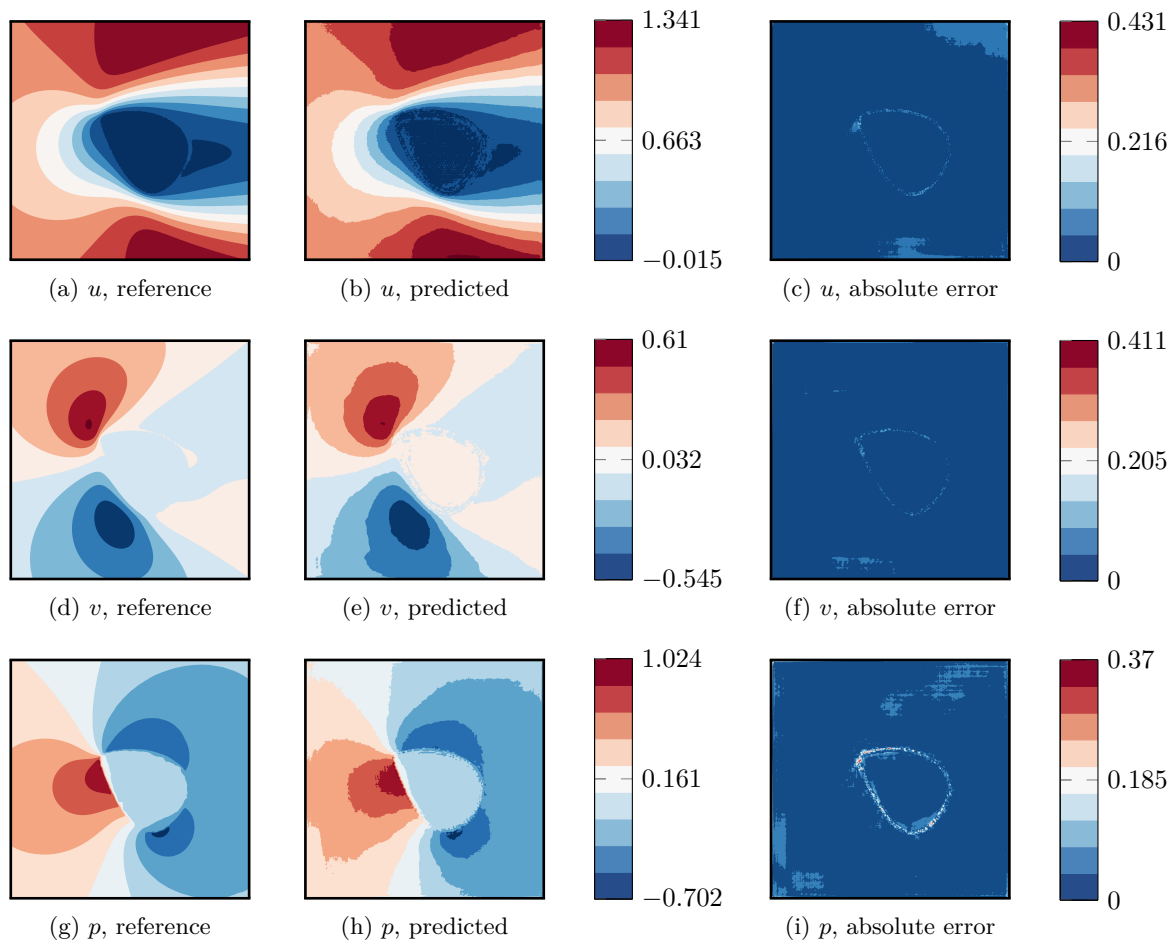 1.341
0.663
−0.015
0.431
0.216
0
(a) u, reference
(b) u, predicted
(c) u, absolute error
0.61
0.032
−0.545
0.411
0.205
0
(d) v, reference
(e) v, predicted
(f) v, absolute error
1.024
0.161
−0.702
0.37
0.185
0
(g) p, reference
(h) p, predicted
(i) p, absolute error